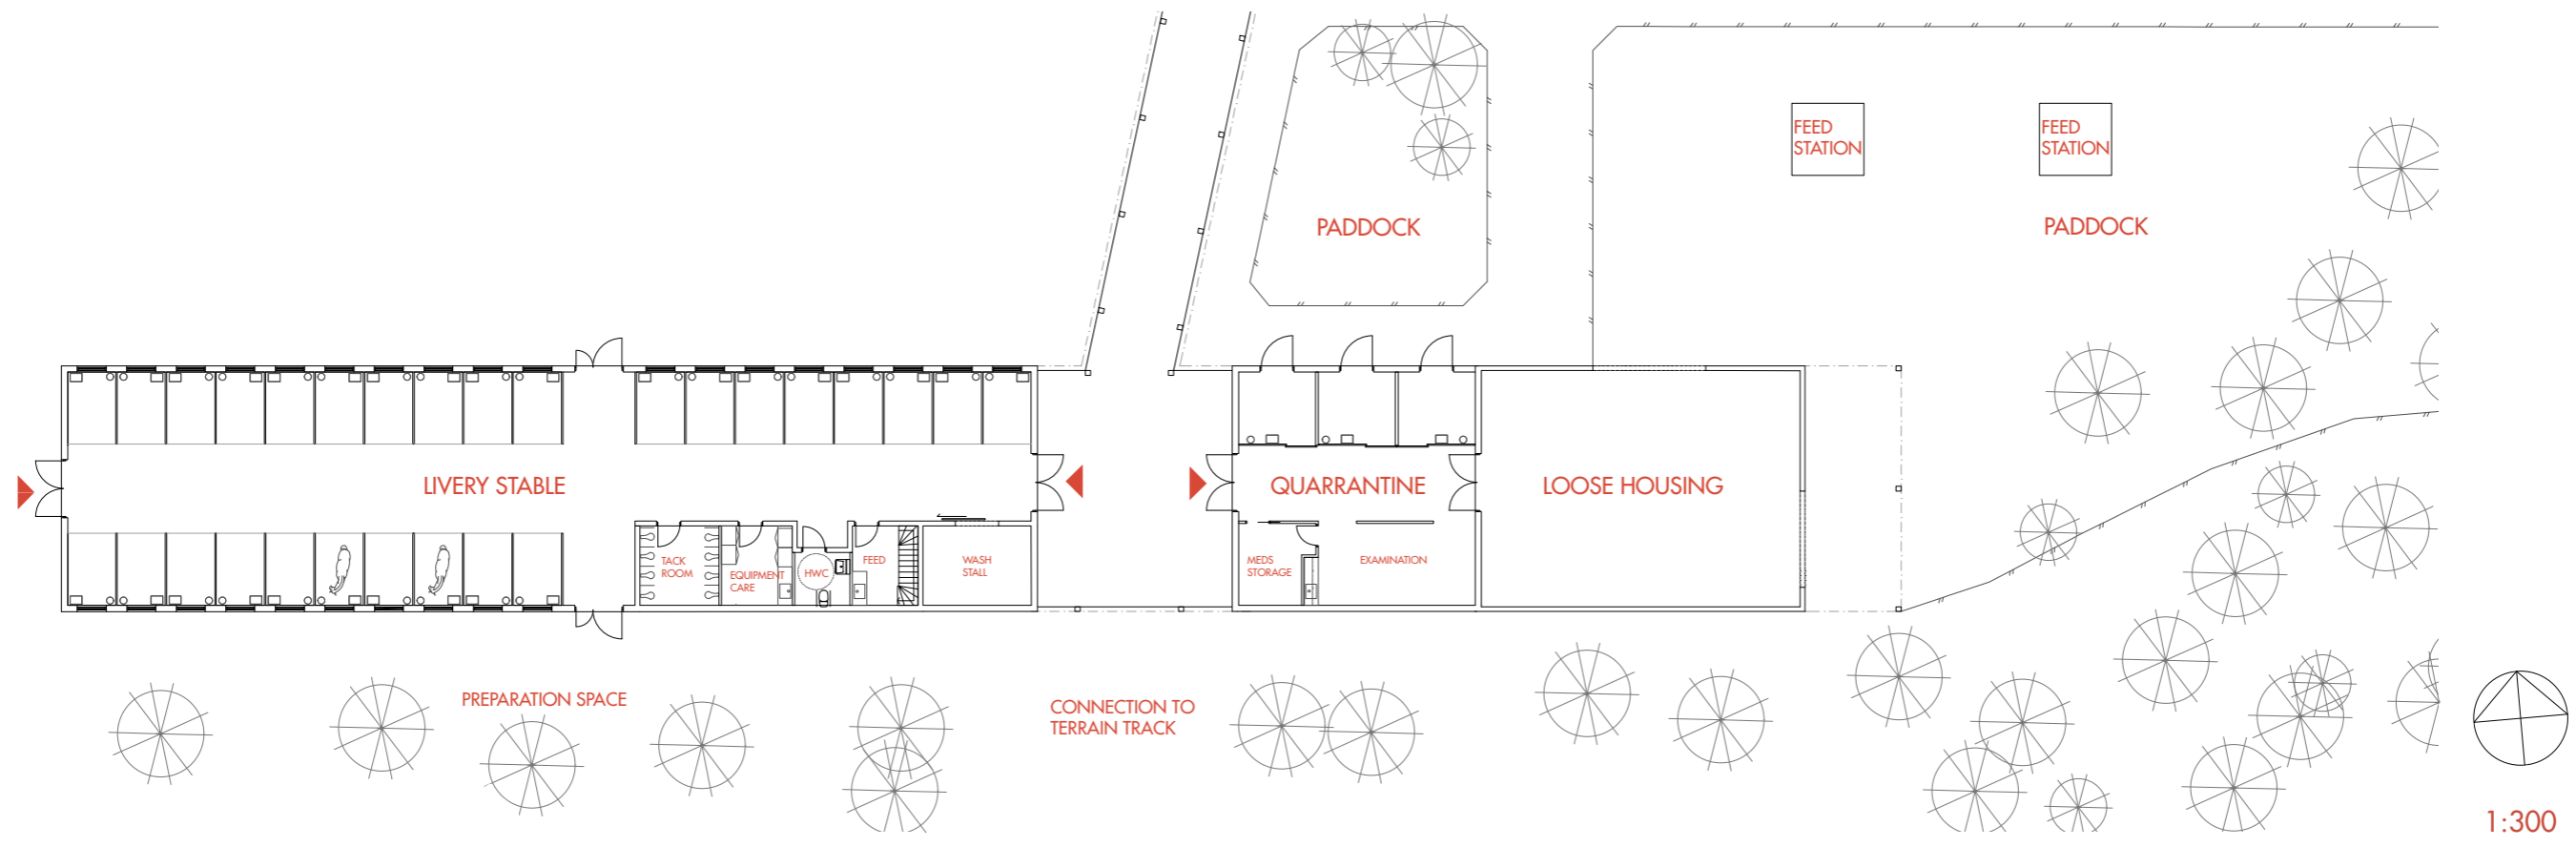 FEED
STATION
FEED
STATION
PADDOCK
PADDOCK
LIVERY STABLE
QUARRANTINE
LOOSE HOUSING
TACK
ROOM
EQUIPMENT
CARE
HWC
FEED
WASH
STALL
MEDS
STORAGE
EXAMINATION
PREPARATION SPACE
CONNECTION TO
TERRAIN TRACK
1:300